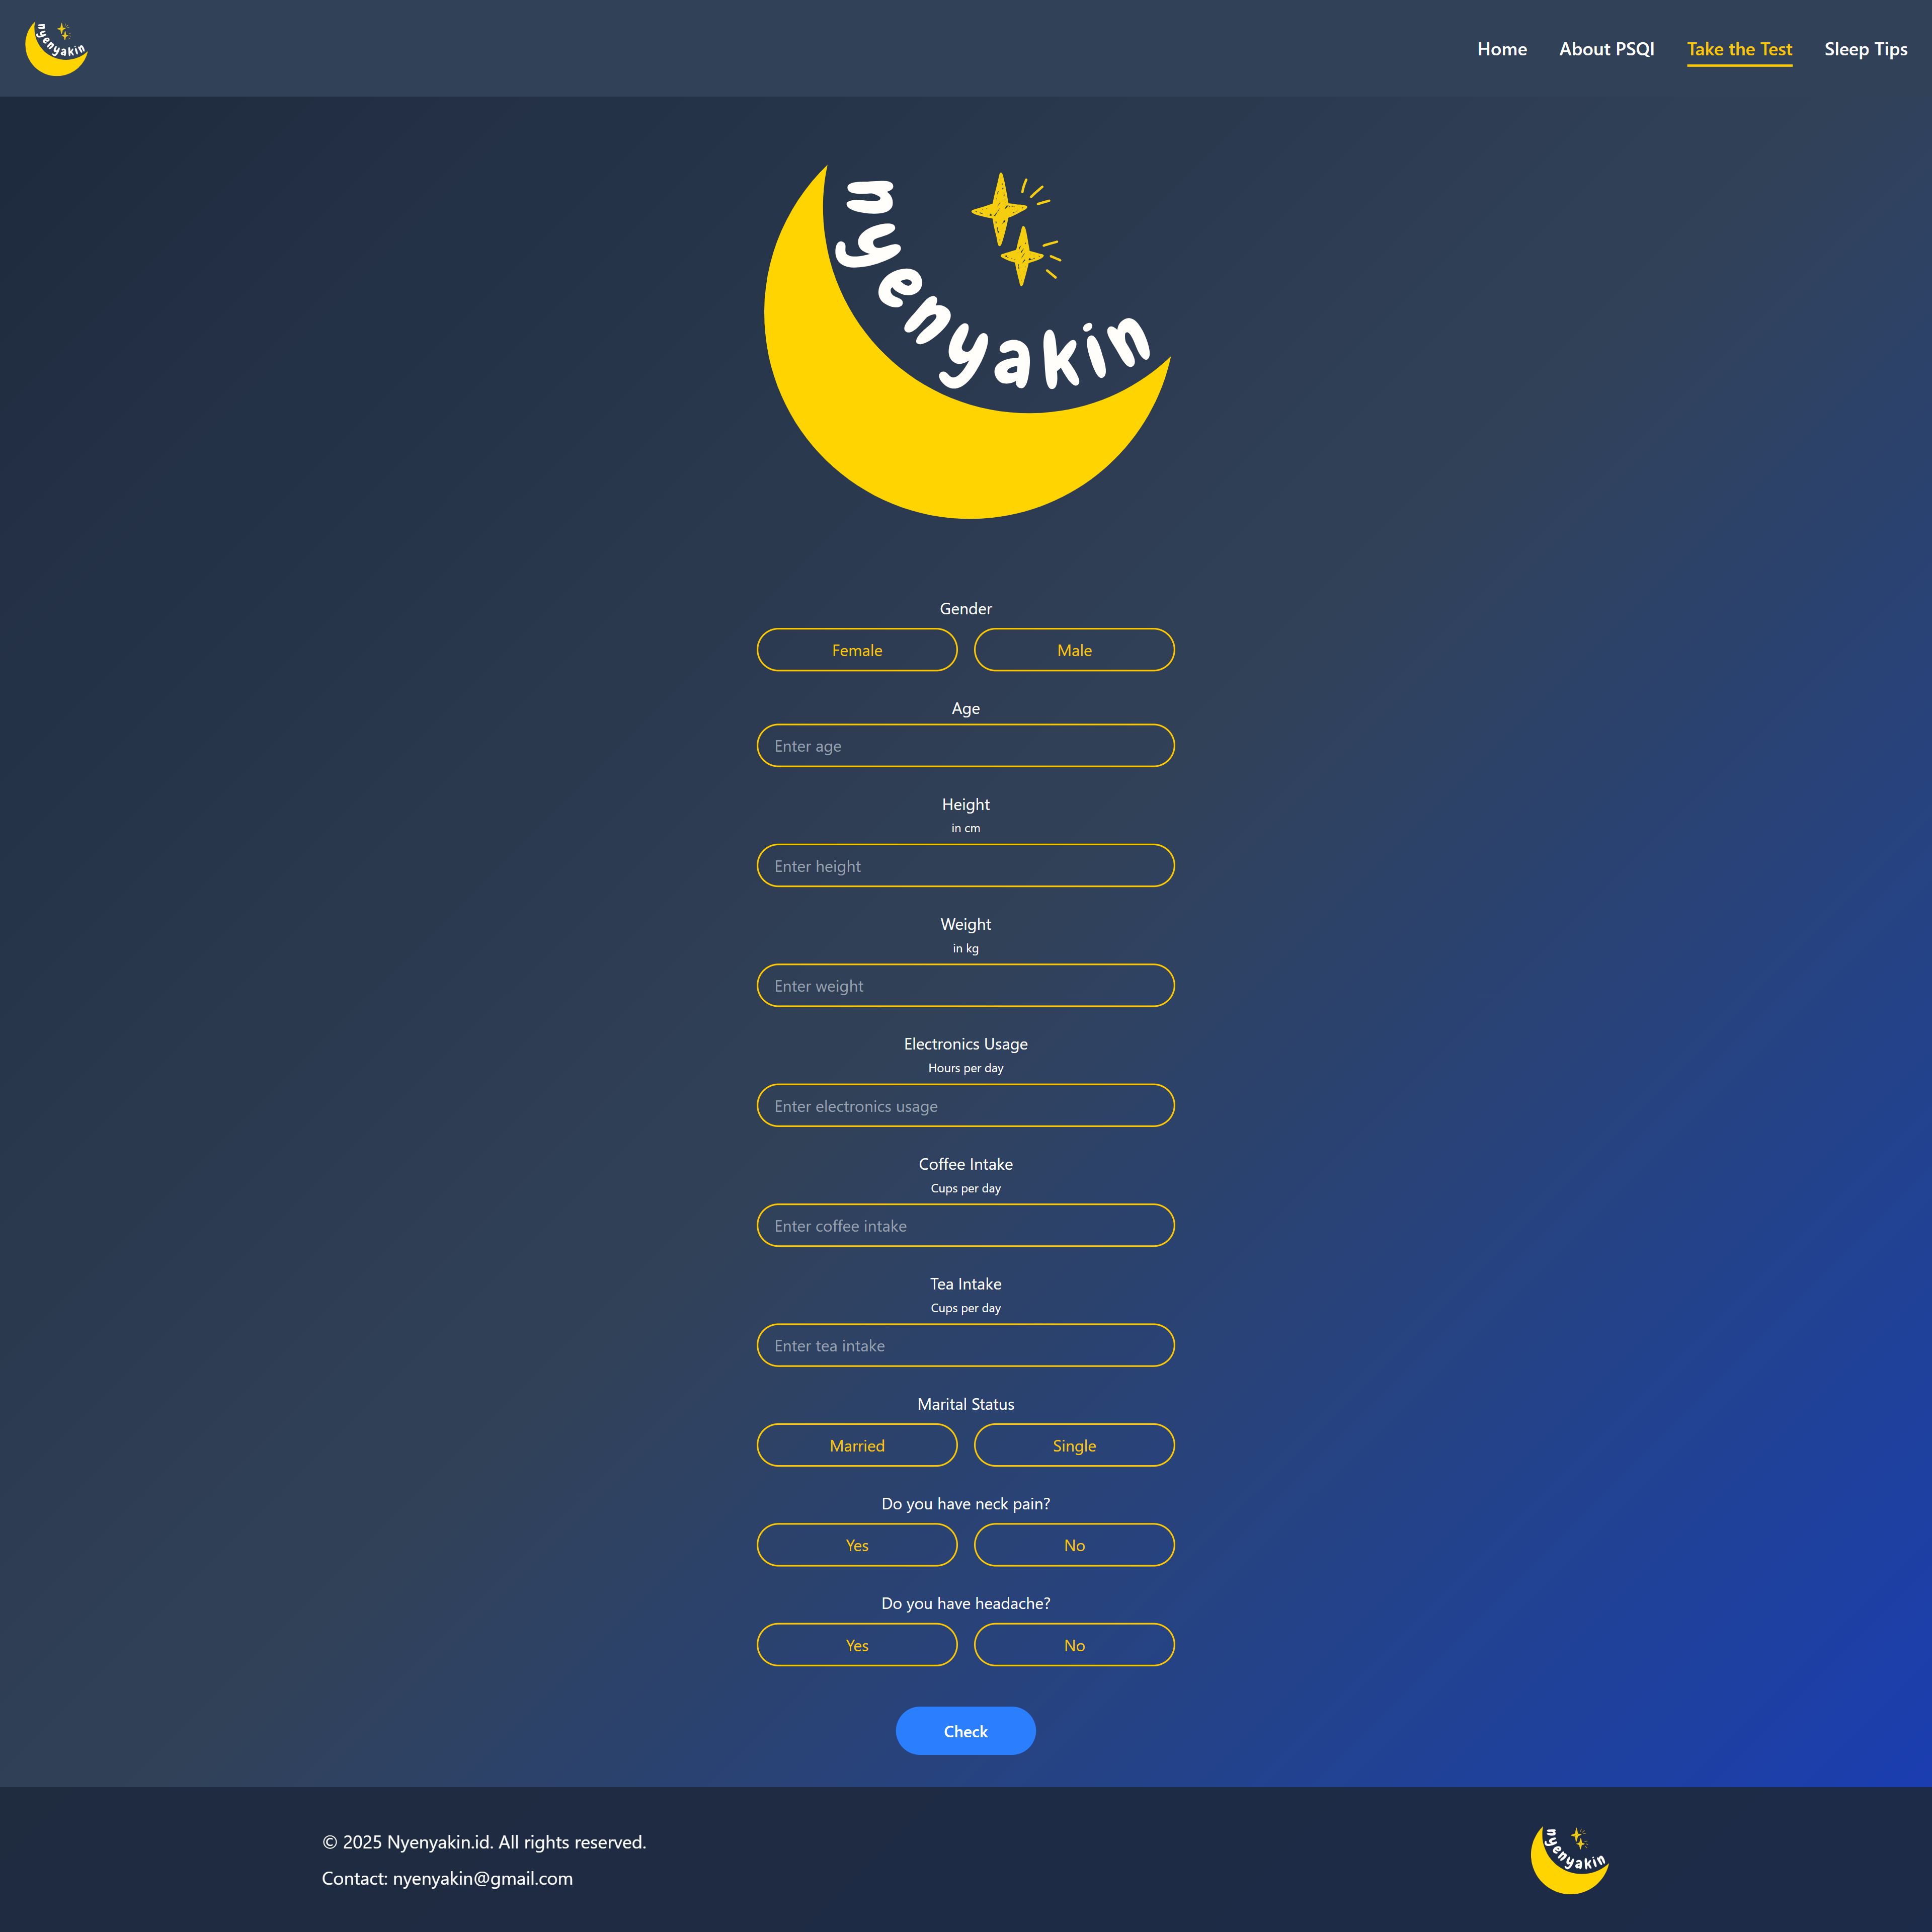 nyenyakin
Home
About PSQI
Take the Test
Sleep Tips
nyenyakin
Gender
Female
Male
Age
Enter age
Height
in cm
Enter height
Weight
in kg
Enter weight
Electronics Usage
Hours per day
Enter electronics usage
Coffee Intake
Cups per day
Enter coffee intake
Tea Intake
Cups per day
Enter tea intake
Marital Status
Married
Single
Do you have neck pain?
Yes
No
Do you have headache?
Yes
No
Check
© 2025 Nyenyakin.id. All rights reserved.
Contact: nyenyakin@gmail.com
nyenyakin